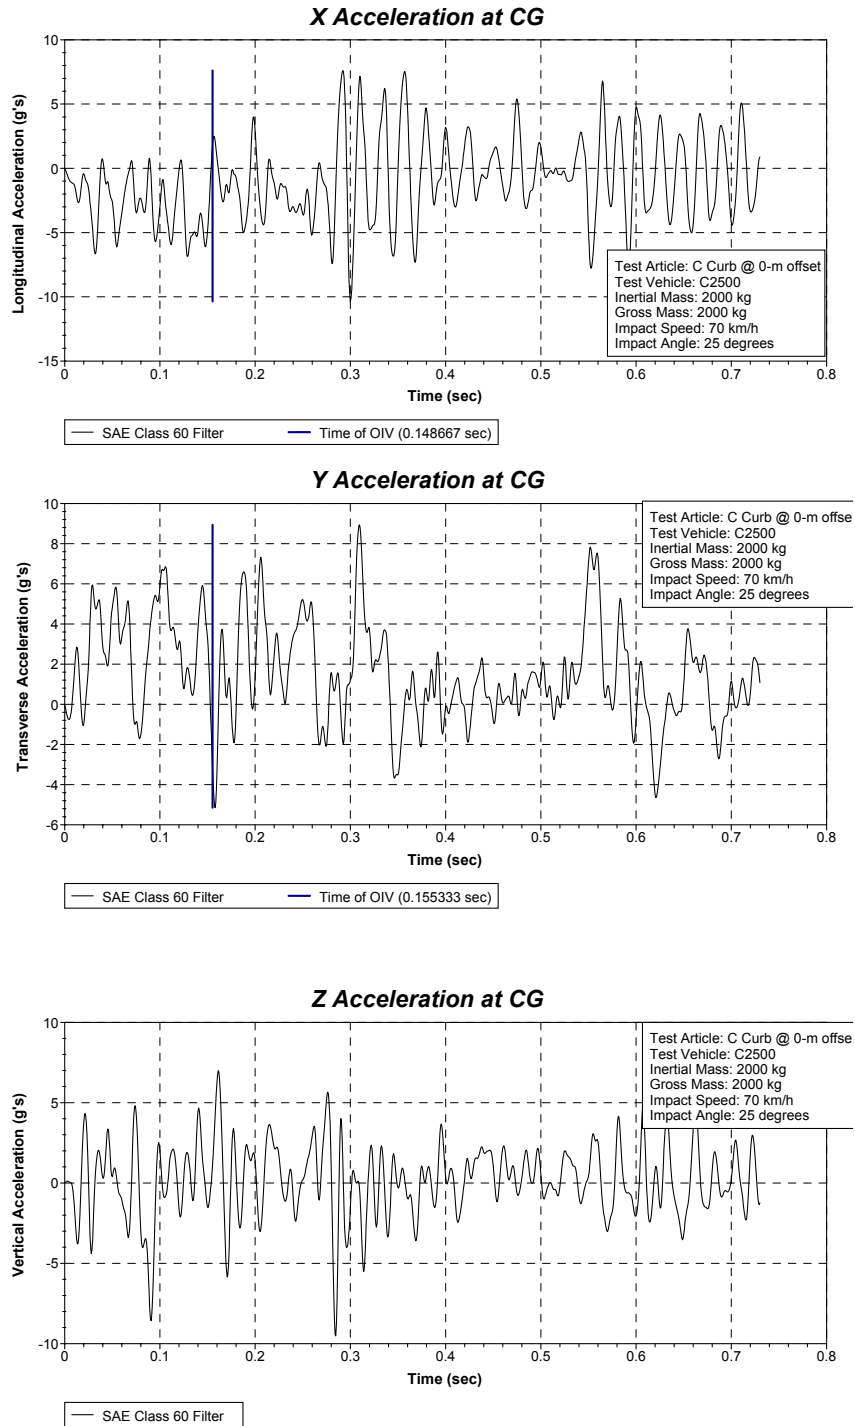 X Acceleration at CG
10
5
0
-5
-10
-15
Longitudinal Acceleration (g's)
Test Article: C Curb @ 0-m offset
Test Vehicle: C2500
Inertial Mass: 2000 kg
Gross Mass: 2000 kg
Impact Speed: 70 km/h
Impact Angle: 25 degrees
0 0.1 0.2 0.3 0.4 0.5 0.6 0.7 0.8
Time (sec)
SAE Class 60 Filter Time of OIV (0.148667 sec)
Y Acceleration at CG
10
8
6
4
2
0
-2
-4
-6
Transverse Acceleration (g's)
Test Article: C Curb @ 0-m offset
Test Vehicle: C2500
Inertial Mass: 2000 kg
Gross Mass: 2000 kg
Impact Speed: 70 km/h
Impact Angle: 25 degrees
0 0.1 0.2 0.3 0.4 0.5 0.6 0.7 0.8
Time (sec)
SAE Class 60 Filter Time of OIV (0.155333 sec)
Z Acceleration at CG
10
5
0
-5
-10
Vertical Acceleration (g's)
Test Article: C Curb @ 0-m offse
Test Vehicle: C2500
Inertial Mass: 2000 kg
Gross Mass: 2000 kg
Impact Speed: 70 km/h
Impact Angle: 25 degrees
0 0.1 0.2 0.3 0.4 0.5 0.6 0.7 0.8
Time (sec)
SAE Class 60 Filter